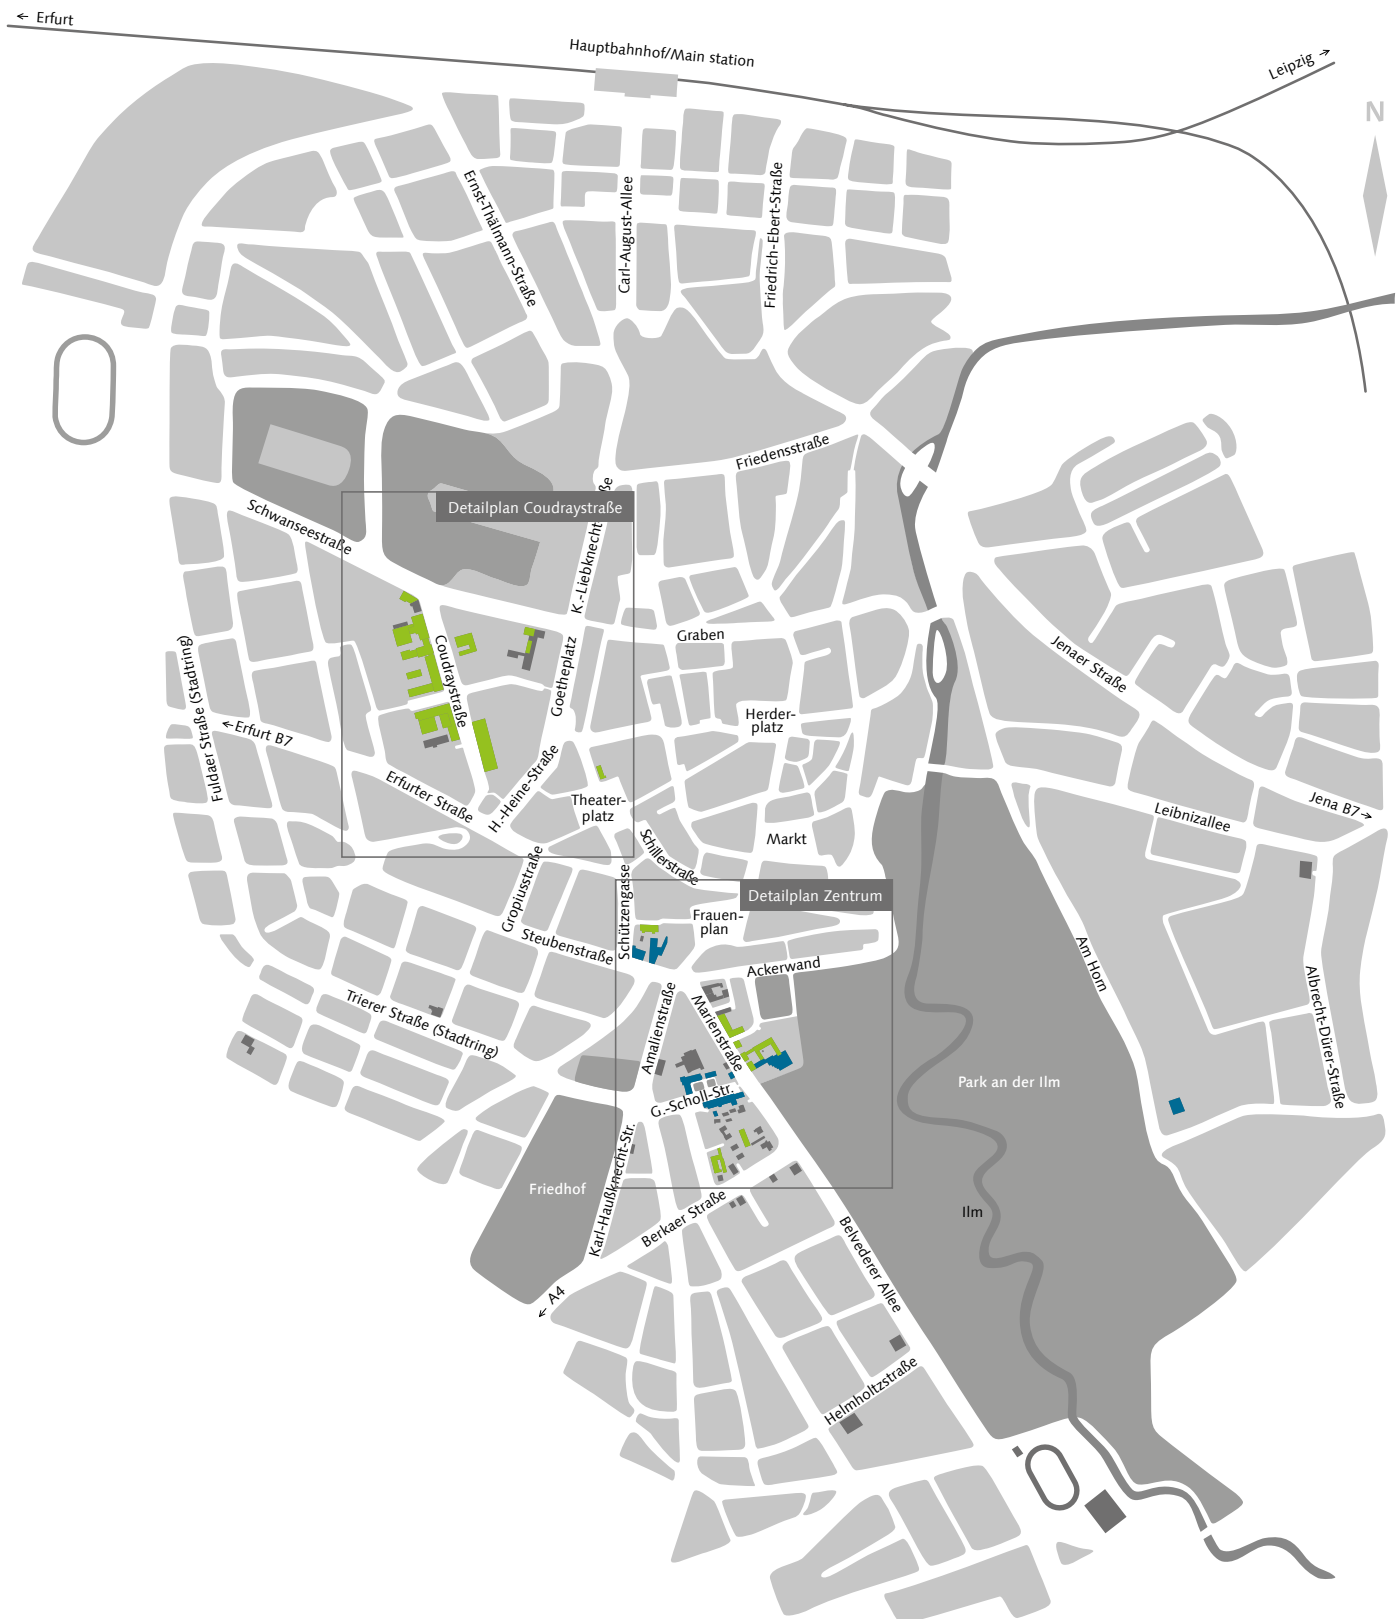 ← Erfurt
Hauptbahnhof/Main station
Leipzig →
N
Ernst-Thälmann-Straße
Carl-August-Allee
Friedrich-Ebert-Straße
Friedensstraße
Schwanseestraße
Detailplan Coudraystraße
K.-Liebknecht-Straße
Graben
Coudraystraße
Goetheplatz
Jenaer Straße
Fuldaer Straße (Stadtring)
← Erfurt B7
Herder-
platz
Erfurter Straße
H.-Heine-Straße
Theater-
platz
Markt
Leibnizallee
Jena B7 →
Schillerstraße
Gropiusstraße
Schützengasse
Detailplan Zentrum
Frauen-
plan
Steubenstraße
Ackerwand
Am Horn
Albrecht-Dürer-Straße
Trierer Straße (Stadtring)
Amalienstraße
Marienstraße
Park an der Ilm
G.-Scholl-Str.
Karl-Haußknecht-Str.
Friedhof
Berkaer Straße
Ilm
Belvederer Allee
← A4
Helmholtzstraße